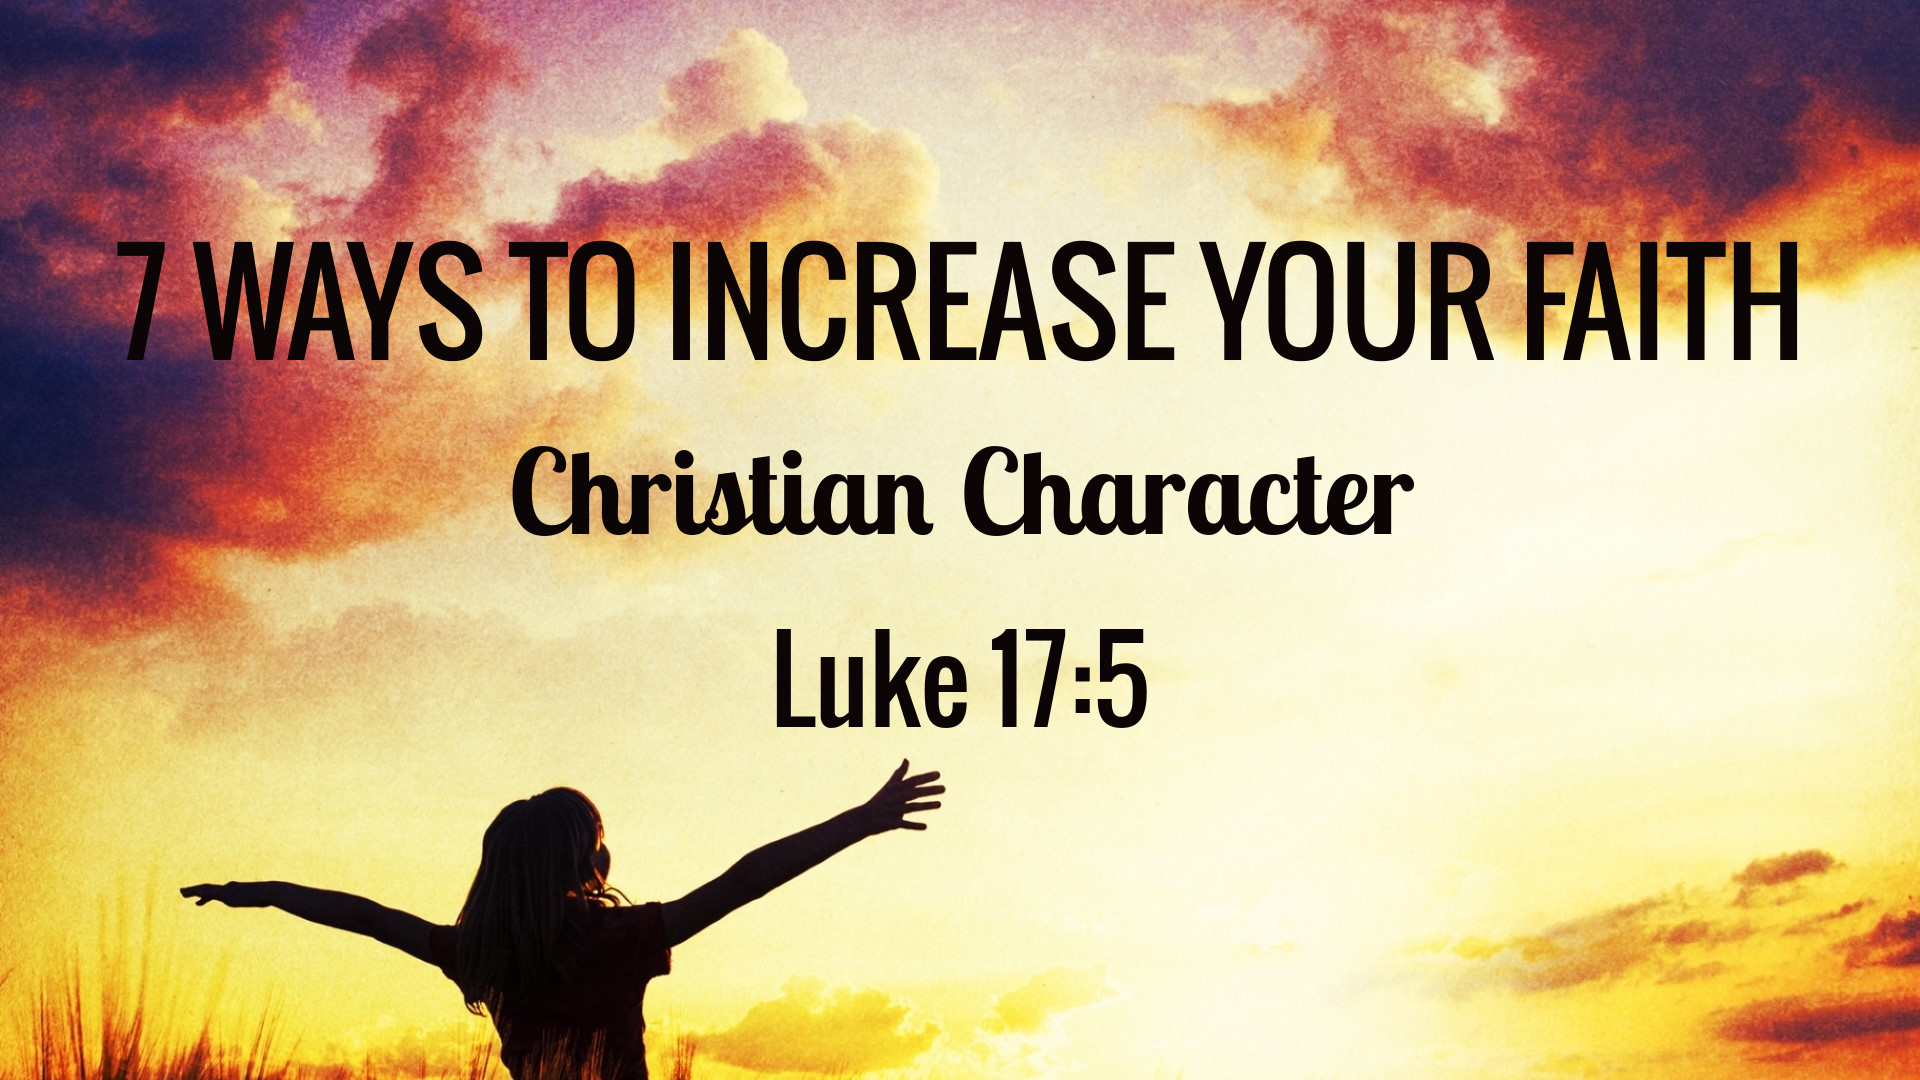 7 WAYS TO INCREASE YOUR FAITH
Christian Character
Luke 17:5